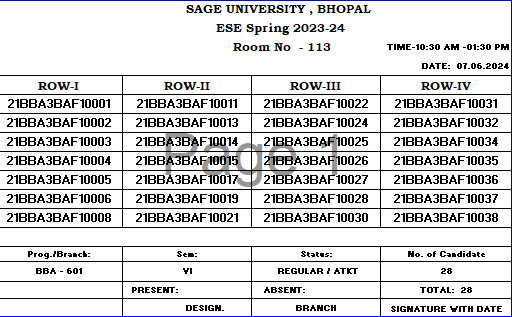 SAGE UNIVERSITY , BHOPAL
ESE Spring 2023-24
Room No - 113
TIME-10:30 AM -01:30 PM
DATE: 07.06.2024
ROW-I ROW-II ROW-III ROW-IV
21BBA3BAF10001 21BBA3BAF10011 21BBA3BAF10022 21BBA3BAF10031
21BBA3BAF10002 21BBA3BAF10013 21BBA3BAF10024 21BBA3BAF10032
21BBA3BAF10003 21BBA3BAF10014 21BBA3BAF10025 21BBA3BAF10034
21BBA3BAF10004 21BBA3BAF10015 21BBA3BAF10026 21BBA3BAF10035
21BBA3BAF10005 21BBA3BAF10017 21BBA3BAF10027 21BBA3BAF10036
21BBA3BAF10006 21BBA3BAF10019 21BBA3BAF10028 21BBA3BAF10037
21BBA3BAF10008 21BBA3BAF10021 21BBA3BAF10030 21BBA3BAF10038
Page 1
Prog./Branch: Sem: Status: No. of Candidate
BBA - 601 VI REGULAR / ATKT 28
PRESENT: ABSENT: TOTAL: 28
DESIGN. BRANCH SIGNATURE WITH DATE